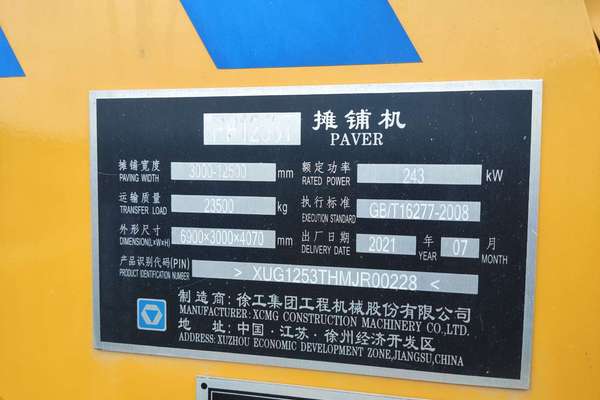 摊铺机
PAVER
摊铺宽度 3000-12500 mm 额定功率 243 kW
PAVING WIDTH RATED POWER
运输质量 23500 kg 执行标准 GB/T16277-2008
TRANSFER LOAD EXECUTION STANDARD
外形尺寸 6900×3000×4070 mm 出厂日期 2021 年 07 月
DIMENSION(L×W×H) DELIVERY DATE YEAR MONTH
产品识别代码(PIN) > XUG1253THMJR00228 <
PRODUCT IDENTIFICATION NUMBER
制造商:徐工集团工程机械股份有限公司
MANUFACTURER:XCMG CONSTRUCTION MACHINERY CO.,LTD.
地 址:中国·江苏·徐州经济开发区
ADDRESS:XUZHOU ECONOMIC DEVELOPMENT ZONE,JIANGSU,CHINA